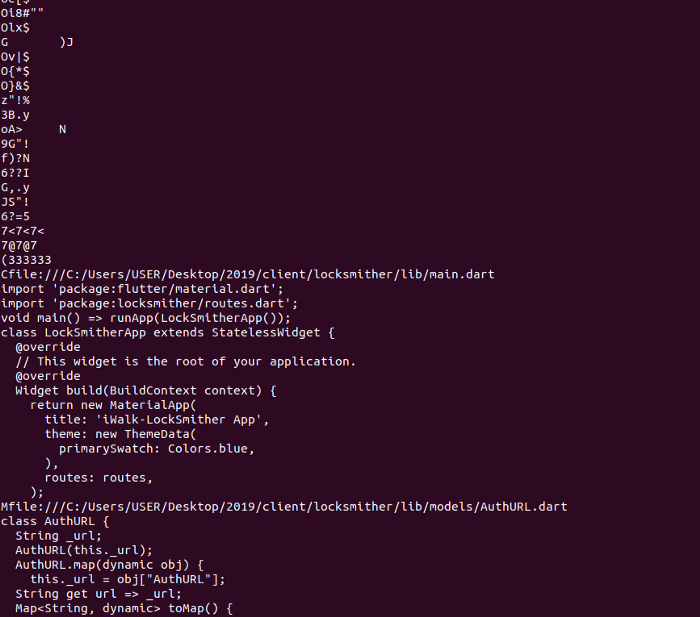 Oi8#""
Olx$
G       )J
Ov|$
O{*$
O}&$
z"!%
3B.y
oA>     N
9G"!
f)?N
6??I
G,.y
JS"!
6?=5
7<7<7<
7@7@7
(333333
Cfile:///C:/Users/USER/Desktop/2019/client/locksmither/lib/main.dart
import 'package:flutter/material.dart';
import 'package:locksmither/routes.dart';
void main() => runApp(LockSmitherApp());
class LockSmitherApp extends StatelessWidget {
  @override
  // This widget is the root of your application.
  @override
  Widget build(BuildContext context) {
    return new MaterialApp(
      title: 'iWalk-LockSmither App',
      theme: new ThemeData(
        primarySwatch: Colors.blue,
      ),
      routes: routes,
    );
Mfile:///C:/Users/USER/Desktop/2019/client/locksmither/lib/models/AuthURL.dart
class AuthURL {
  String _url;
  AuthURL(this._url);
  AuthURL.map(dynamic obj) {
    this._url = obj["AuthURL"];
  String get url => _url;
  Map<String, dynamic> toMap() {